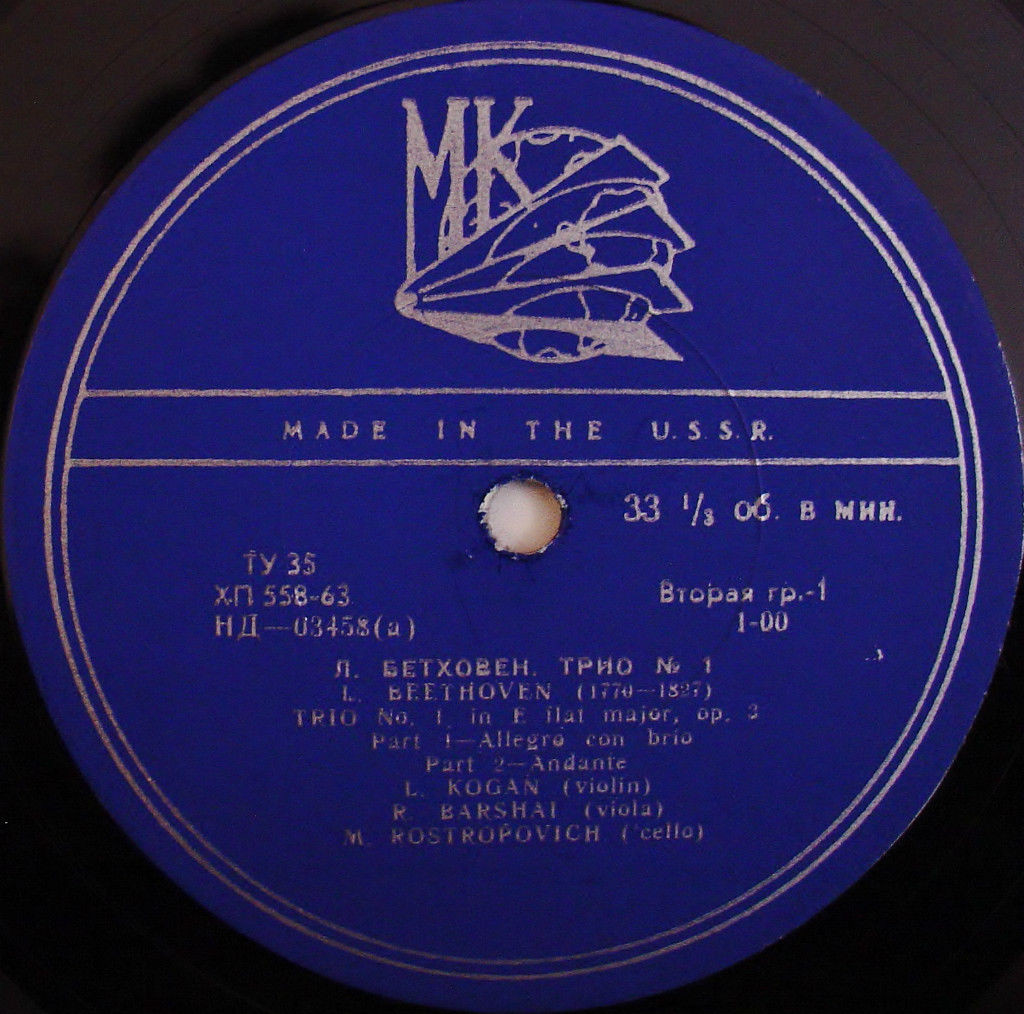 МК
MADE IN THE U.S.S.R.
33 1/3 об. в мин.
ТУ 35
ХП 558-63
НД—03458(а)
Вторая гр.-1
1-00
Л. БЕТХОВЕН. ТРИО № 1
L. BEETHOVEN (1770—1827)
TRIO No. 1, in E flat major, op. 3
Part 1—Allegro con brio
Part 2—Andante
L. KOGAN (violin)
R. BARSHAI (viola)
M. ROSTROPOVICH ('cello)